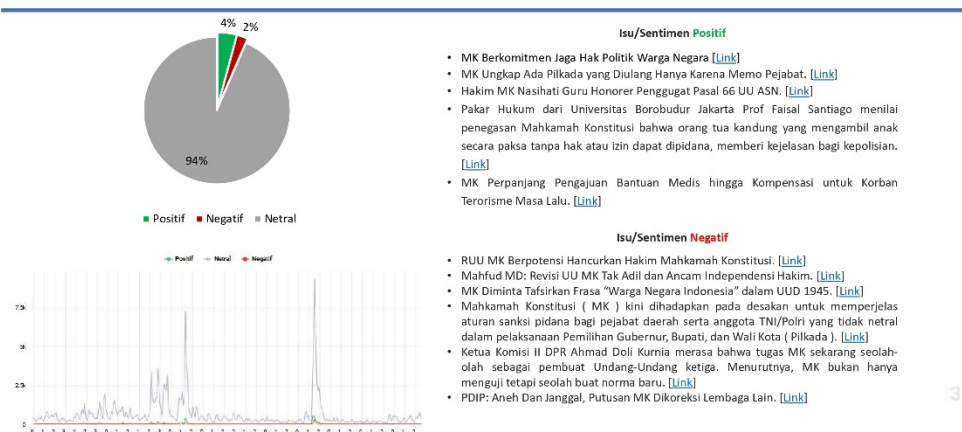 4%
2%
94%
Positif Negatif Netral
Isu/Sentimen Positif
• MK Berkomitmen Jaga Hak Politik Warga Negara [Link]
• MK Ungkap Ada Pilkada yang Diulang Hanya Karena Memo Pejabat. [Link]
• Hakim MK Nasihati Guru Honorer Penggugat Pasal 66 UU ASN. [Link]
• Pakar Hukum dari Universitas Borobudur Jakarta Prof Faisal Santiago menilai
penegasan Mahkamah Konstitusi bahwa orang tua kandung yang mengambil anak
secara paksa tanpa hak atau izin dapat dipidana, memberi kejelasan bagi kepolisian.
[Link]
• MK Perpanjang Pengajuan Bantuan Medis hingga Kompensasi untuk Korban
Terorisme Masa Lalu. [Link]
Isu/Sentimen Negatif
• RUU MK Berpotensi Hancurkan Hakim Mahkamah Konstitusi. [Link]
• Mahfud MD: Revisi UU MK Tak Adil dan Ancam Independensi Hakim. [Link]
• MK Diminta Tafsirkan Frasa “Warga Negara Indonesia” dalam UUD 1945. [Link]
• Mahkamah Konstitusi ( MK ) kini dihadapkan pada desakan untuk memperjelas
aturan sanksi pidana bagi pejabat daerah serta anggota TNI/Polri yang tidak netral
dalam pelaksanaan Pemilihan Gubernur, Bupati, dan Wali Kota ( Pilkada ). [Link]
• Ketua Komisi II DPR Ahmad Doli Kurnia merasa bahwa tugas MK sekarang seolah-
olah sebagai pembuat Undang-Undang ketiga. Menurutnya, MK bukan hanya
menguji tetapi seolah buat norma baru. [Link]
• PDIP: Aneh Dan Janggal, Putusan MK Dikoreksi Lembaga Lain. [Link]
Positif Netral Negatif
7.5k
5k
2.5k
0
3